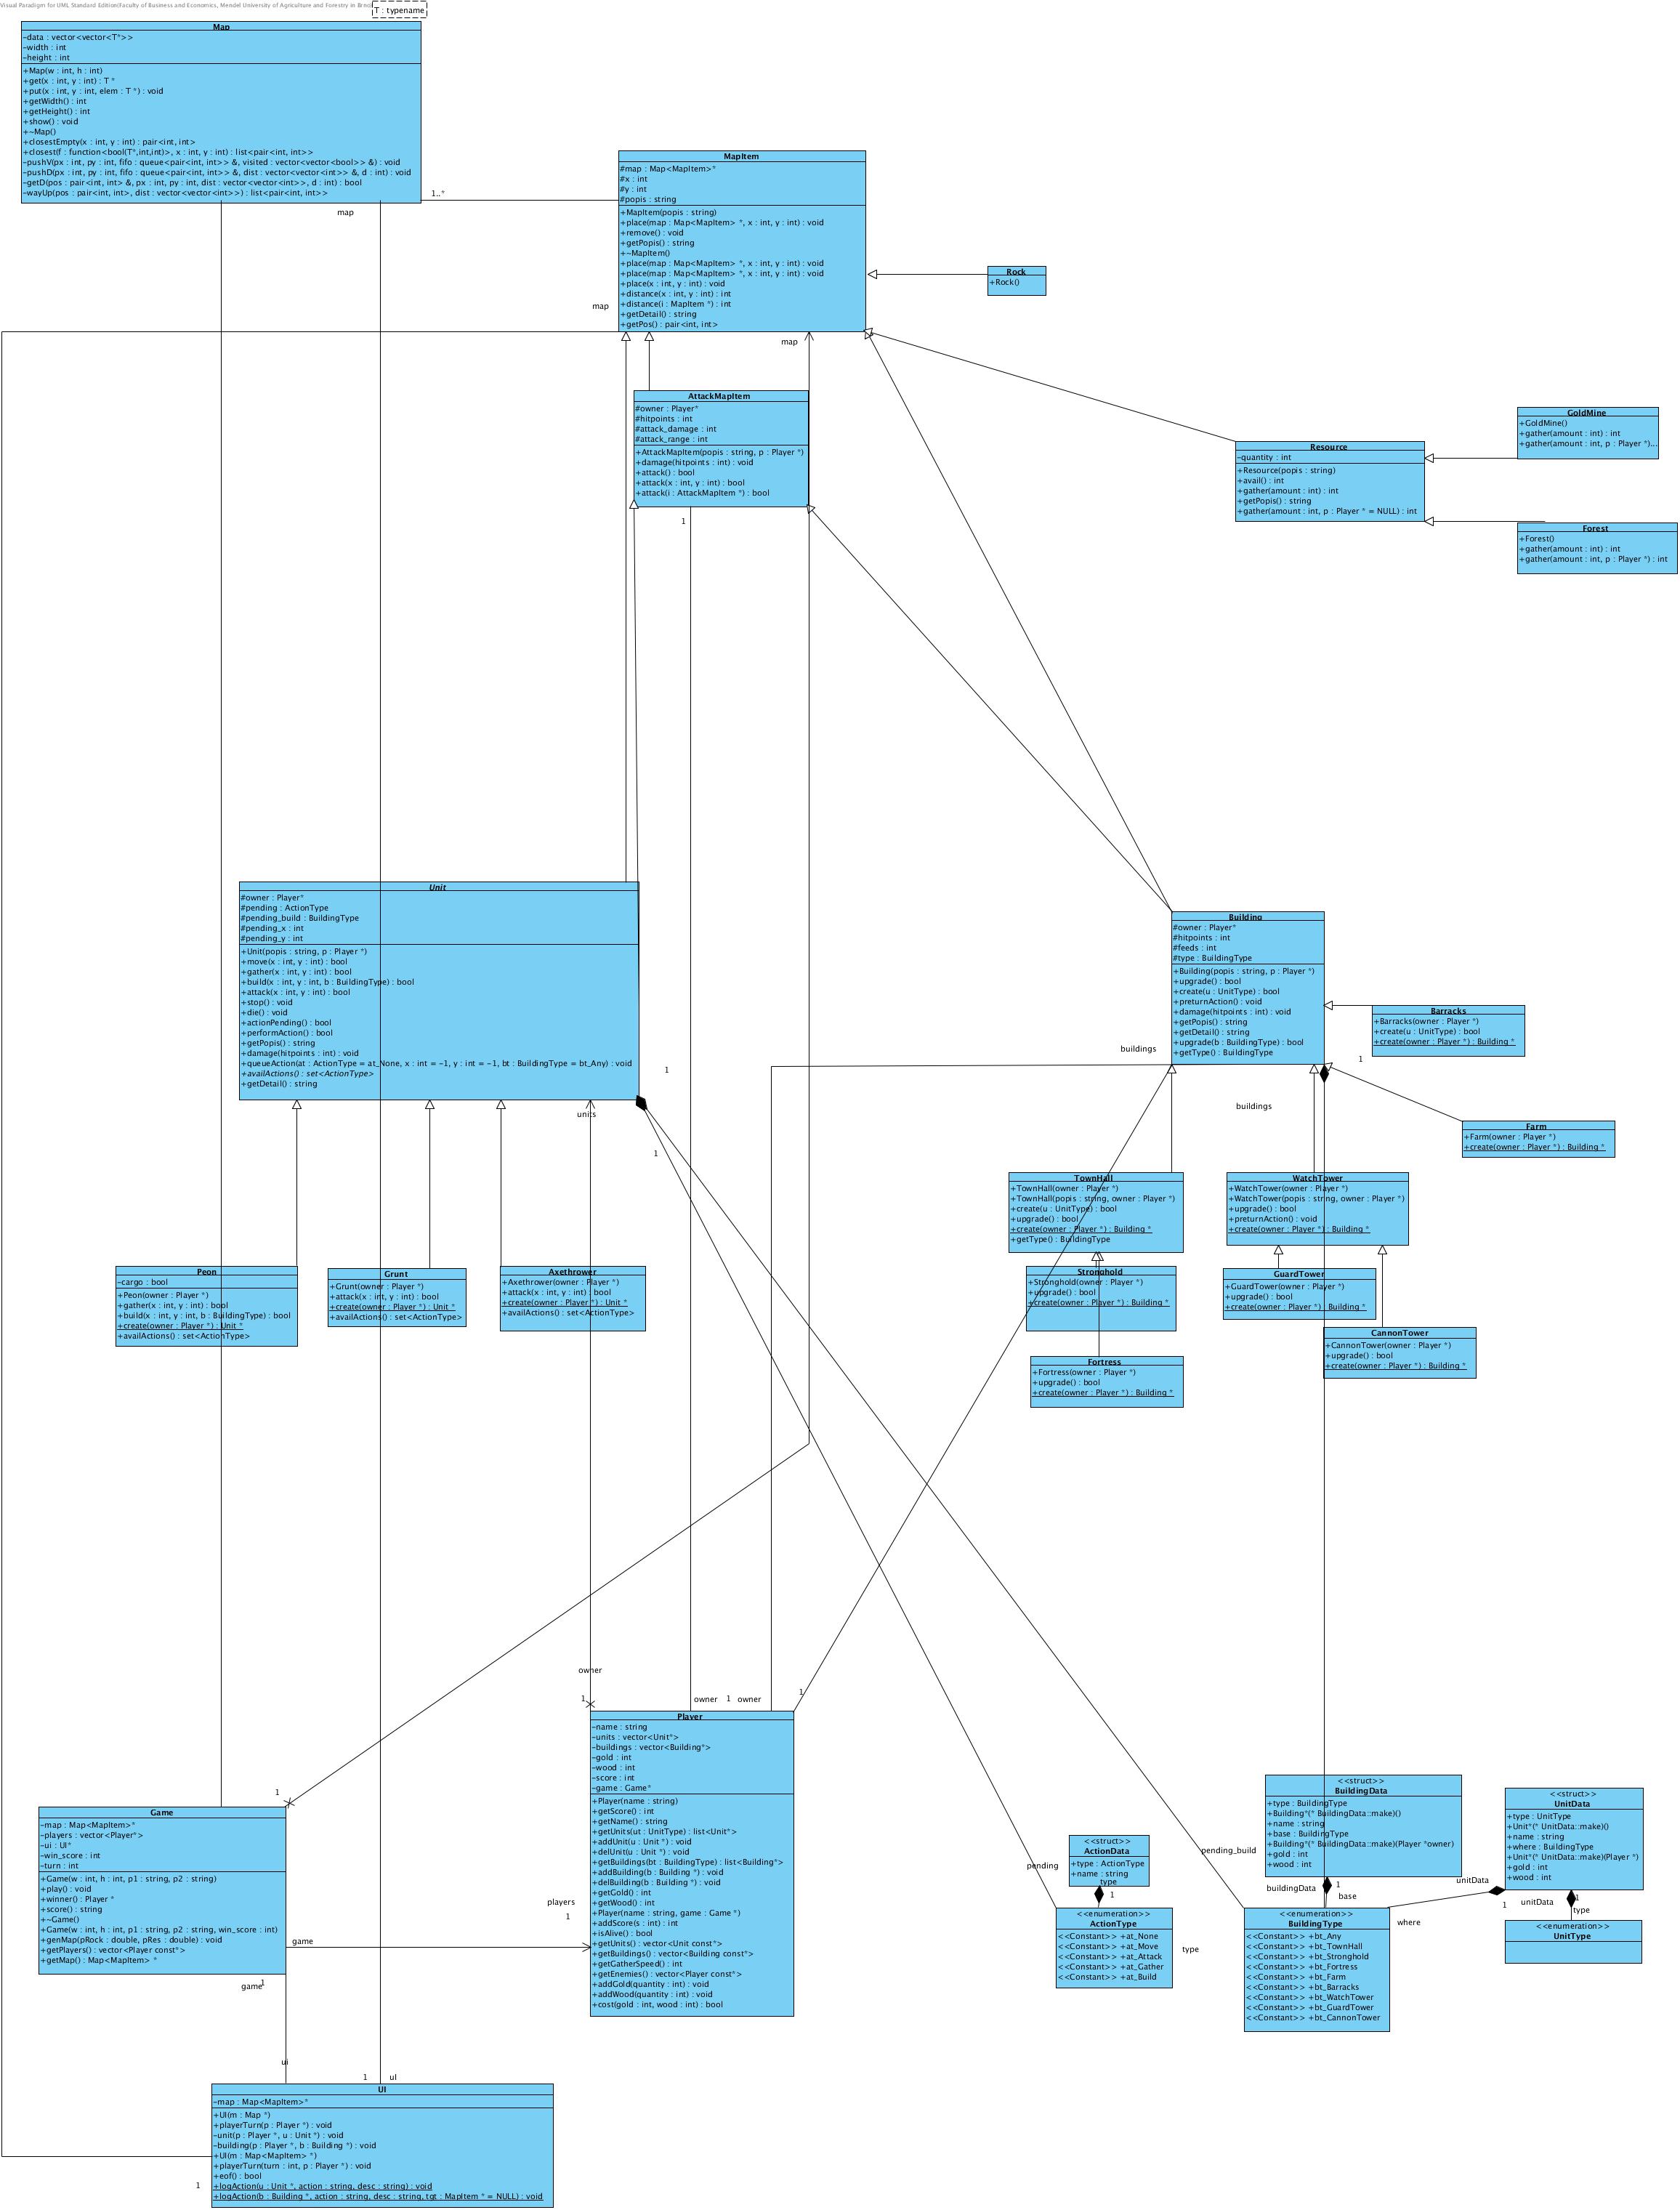 Visual Paradigm for UML Standard Edition(Faculty of Business and Economics, Mendel University of Agriculture and Forestry in Brno)
T : typename
Map
-data : vector<vector<T*>>
-width : int
-height : int
+Map(w : int, h : int)
+get(x : int, y : int) : T *
+put(x : int, y : int, elem : T *) : void
+getWidth() : int
+getHeight() : int
+show() : void
+~Map()
+closestEmpty(x : int, y : int) : pair<int, int>
+closest(f : function<bool(T*,int,int)>, x : int, y : int) : list<pair<int, int>>
-pushV(px : int, py : int, fifo : queue<pair<int, int>> &, visited : vector<vector<bool>> &) : void
-pushD(px : int, py : int, fifo : queue<pair<int, int>> &, dist : vector<vector<int>> &, d : int) : void
-getD(pos : pair<int, int> &, px : int, py : int, dist : vector<vector<int>>, d : int) : bool
-wayUp(pos : pair<int, int>, dist : vector<vector<int>>) : list<pair<int, int>>
1..*
map
MapItem
#map : Map<MapItem>*
#x : int
#y : int
#popis : string
+MapItem(popis : string)
+place(map : Map<MapItem> *, x : int, y : int) : void
+remove() : void
+getPopis() : string
+~MapItem()
+place(map : Map<MapItem> *, x : int, y : int) : void
+place(map : Map<MapItem> *, x : int, y : int) : void
+place(x : int, y : int) : void
+distance(x : int, y : int) : int
+distance(i : MapItem *) : int
+getDetail() : string
+getPos() : pair<int, int>
map
map
Rock
+Rock()
AttackMapItem
#owner : Player*
#hitpoints : int
#attack_damage : int
#attack_range : int
+AttackMapItem(popis : string, p : Player *)
+damage(hitpoints : int) : void
+attack() : bool
+attack(x : int, y : int) : bool
+attack(i : AttackMapItem *) : bool
1
Resource
-quantity : int
+Resource(popis : string)
+avail() : int
+gather(amount : int) : int
+getPopis() : string
+gather(amount : int, p : Player * = NULL) : int
GoldMine
+GoldMine()
+gather(amount : int) : int
+gather(amount : int, p : Player *)...
Forest
+Forest()
+gather(amount : int) : int
+gather(amount : int, p : Player *) : int
Unit
#owner : Player*
#pending : ActionType
#pending_build : BuildingType
#pending_x : int
#pending_y : int
+Unit(popis : string, p : Player *)
+move(x : int, y : int) : bool
+gather(x : int, y : int) : bool
+build(x : int, y : int, b : BuildingType) : bool
+attack(x : int, y : int) : bool
+stop() : void
+die() : void
+actionPending() : bool
+performAction() : bool
+getPopis() : string
+damage(hitpoints : int) : void
+queueAction(at : ActionType = at_None, x : int = -1, y : int = -1, bt : BuildingType = bt_Any) : void
+availActions() : set<ActionType>
+getDetail() : string
1
units
1
Building
#owner : Player*
#hitpoints : int
#feeds : int
#type : BuildingType
+Building(popis : string, p : Player *)
+upgrade() : bool
+create(u : UnitType) : bool
+preturnAction() : void
+damage(hitpoints : int) : void
+getPopis() : string
+getDetail() : string
+upgrade(b : BuildingType) : bool
+getType() : BuildingType
buildings
buildings
1
Barracks
+Barracks(owner : Player *)
+create(u : UnitType) : bool
+create(owner : Player *) : Building *
Farm
+Farm(owner : Player *)
+create(owner : Player *) : Building *
TownHall
+TownHall(owner : Player *)
+TownHall(popis : string, owner : Player *)
+create(u : UnitType) : bool
+upgrade() : bool
+create(owner : Player *) : Building *
+getType() : BuildingType
WatchTower
+WatchTower(owner : Player *)
+WatchTower(popis : string, owner : Player *)
+upgrade() : bool
+preturnAction() : void
+create(owner : Player *) : Building *
Peon
-cargo : bool
+Peon(owner : Player *)
+gather(x : int, y : int) : bool
+build(x : int, y : int, b : BuildingType) : bool
+create(owner : Player *) : Unit *
+availActions() : set<ActionType>
Grunt
+Grunt(owner : Player *)
+attack(x : int, y : int) : bool
+create(owner : Player *) : Unit *
+availActions() : set<ActionType>
Axethrower
+Axethrower(owner : Player *)
+attack(x : int, y : int) : bool
+create(owner : Player *) : Unit *
+availActions() : set<ActionType>
Stronghold
+Stronghold(owner : Player *)
+upgrade() : bool
+create(owner : Player *) : Building *
GuardTower
+GuardTower(owner : Player *)
+upgrade() : bool
+create(owner : Player *) : Building *
CannonTower
+CannonTower(owner : Player *)
+upgrade() : bool
+create(owner : Player *) : Building *
Fortress
+Fortress(owner : Player *)
+upgrade() : bool
+create(owner : Player *) : Building *
owner
1
owner 1 owner
1
Player
-name : string
-units : vector<Unit*>
-buildings : vector<Building*>
-gold : int
-wood : int
-score : int
-game : Game*
+Player(name : string)
+getScore() : int
+getName() : string
+getUnits(ut : UnitType) : list<Unit*>
+addUnit(u : Unit *) : void
+delUnit(u : Unit *) : void
+getBuildings(bt : BuildingType) : list<Building*>
+addBuilding(b : Building *) : void
+delBuilding(b : Building *) : void
+getGold() : int
+getWood() : int
+Player(name : string, game : Game *)
+addScore(s : int) : int
+isAlive() : bool
+getUnits() : vector<Unit const*>
+getBuildings() : vector<Building const*>
+getGatherSpeed() : int
+getEnemies() : vector<Player const*>
+addGold(quantity : int) : void
+addWood(quantity : int) : void
+cost(gold : int, wood : int) : bool
players
1
1
Game
-map : Map<MapItem>*
-players : vector<Player*>
-ui : UI*
-win_score : int
-turn : int
+Game(w : int, h : int, p1 : string, p2 : string)
+play() : void
+winner() : Player *
+score() : string
+~Game()
+Game(w : int, h : int, p1 : string, p2 : string, win_score : int)
+genMap(pRock : double, pRes : double) : void
+getPlayers() : vector<Player const*>
+getMap() : Map<MapItem> *
game
game
1
<<struct>>
ActionData
+type : ActionType
+name : string
type
1
pending
<<enumeration>>
ActionType
<<Constant>> +at_None
<<Constant>> +at_Move
<<Constant>> +at_Attack
<<Constant>> +at_Gather
<<Constant>> +at_Build
type
<<struct>>
BuildingData
+type : BuildingType
+Building*(* BuildingData::make)()
+name : string
+base : BuildingType
+Building*(* BuildingData::make)(Player *owner)
+gold : int
+wood : int
pending_build
buildingData
1
base
<<enumeration>>
BuildingType
<<Constant>> +bt_Any
<<Constant>> +bt_TownHall
<<Constant>> +bt_Stronghold
<<Constant>> +bt_Fortress
<<Constant>> +bt_Farm
<<Constant>> +bt_Barracks
<<Constant>> +bt_WatchTower
<<Constant>> +bt_GuardTower
<<Constant>> +bt_CannonTower
where
<<struct>>
UnitData
+type : UnitType
+Unit*(* UnitData::make)()
+name : string
+where : BuildingType
+Unit*(* UnitData::make)(Player *)
+gold : int
+wood : int
unitData
1
unitData
1
type
<<enumeration>>
UnitType
ui
1
ui
UI
-map : Map<MapItem>*
+UI(m : Map *)
+playerTurn(p : Player *) : void
-unit(p : Player *, u : Unit *) : void
-building(p : Player *, b : Building *) : void
+UI(m : Map<MapItem> *)
+playerTurn(turn : int, p : Player *) : void
+eof() : bool
+logAction(u : Unit *, action : string, desc : string) : void
+logAction(b : Building *, action : string, desc : string, tgt : MapItem * = NULL) : void
1